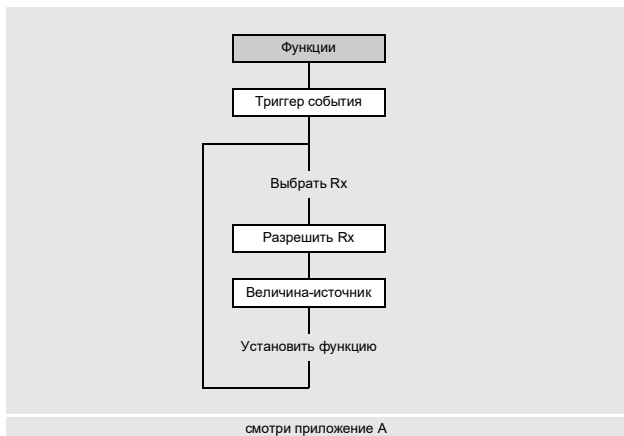 Функции
Триггер события
Выбрать Rx
Разрешить Rx
Величина-источник
Установить функцию
смотри приложение A